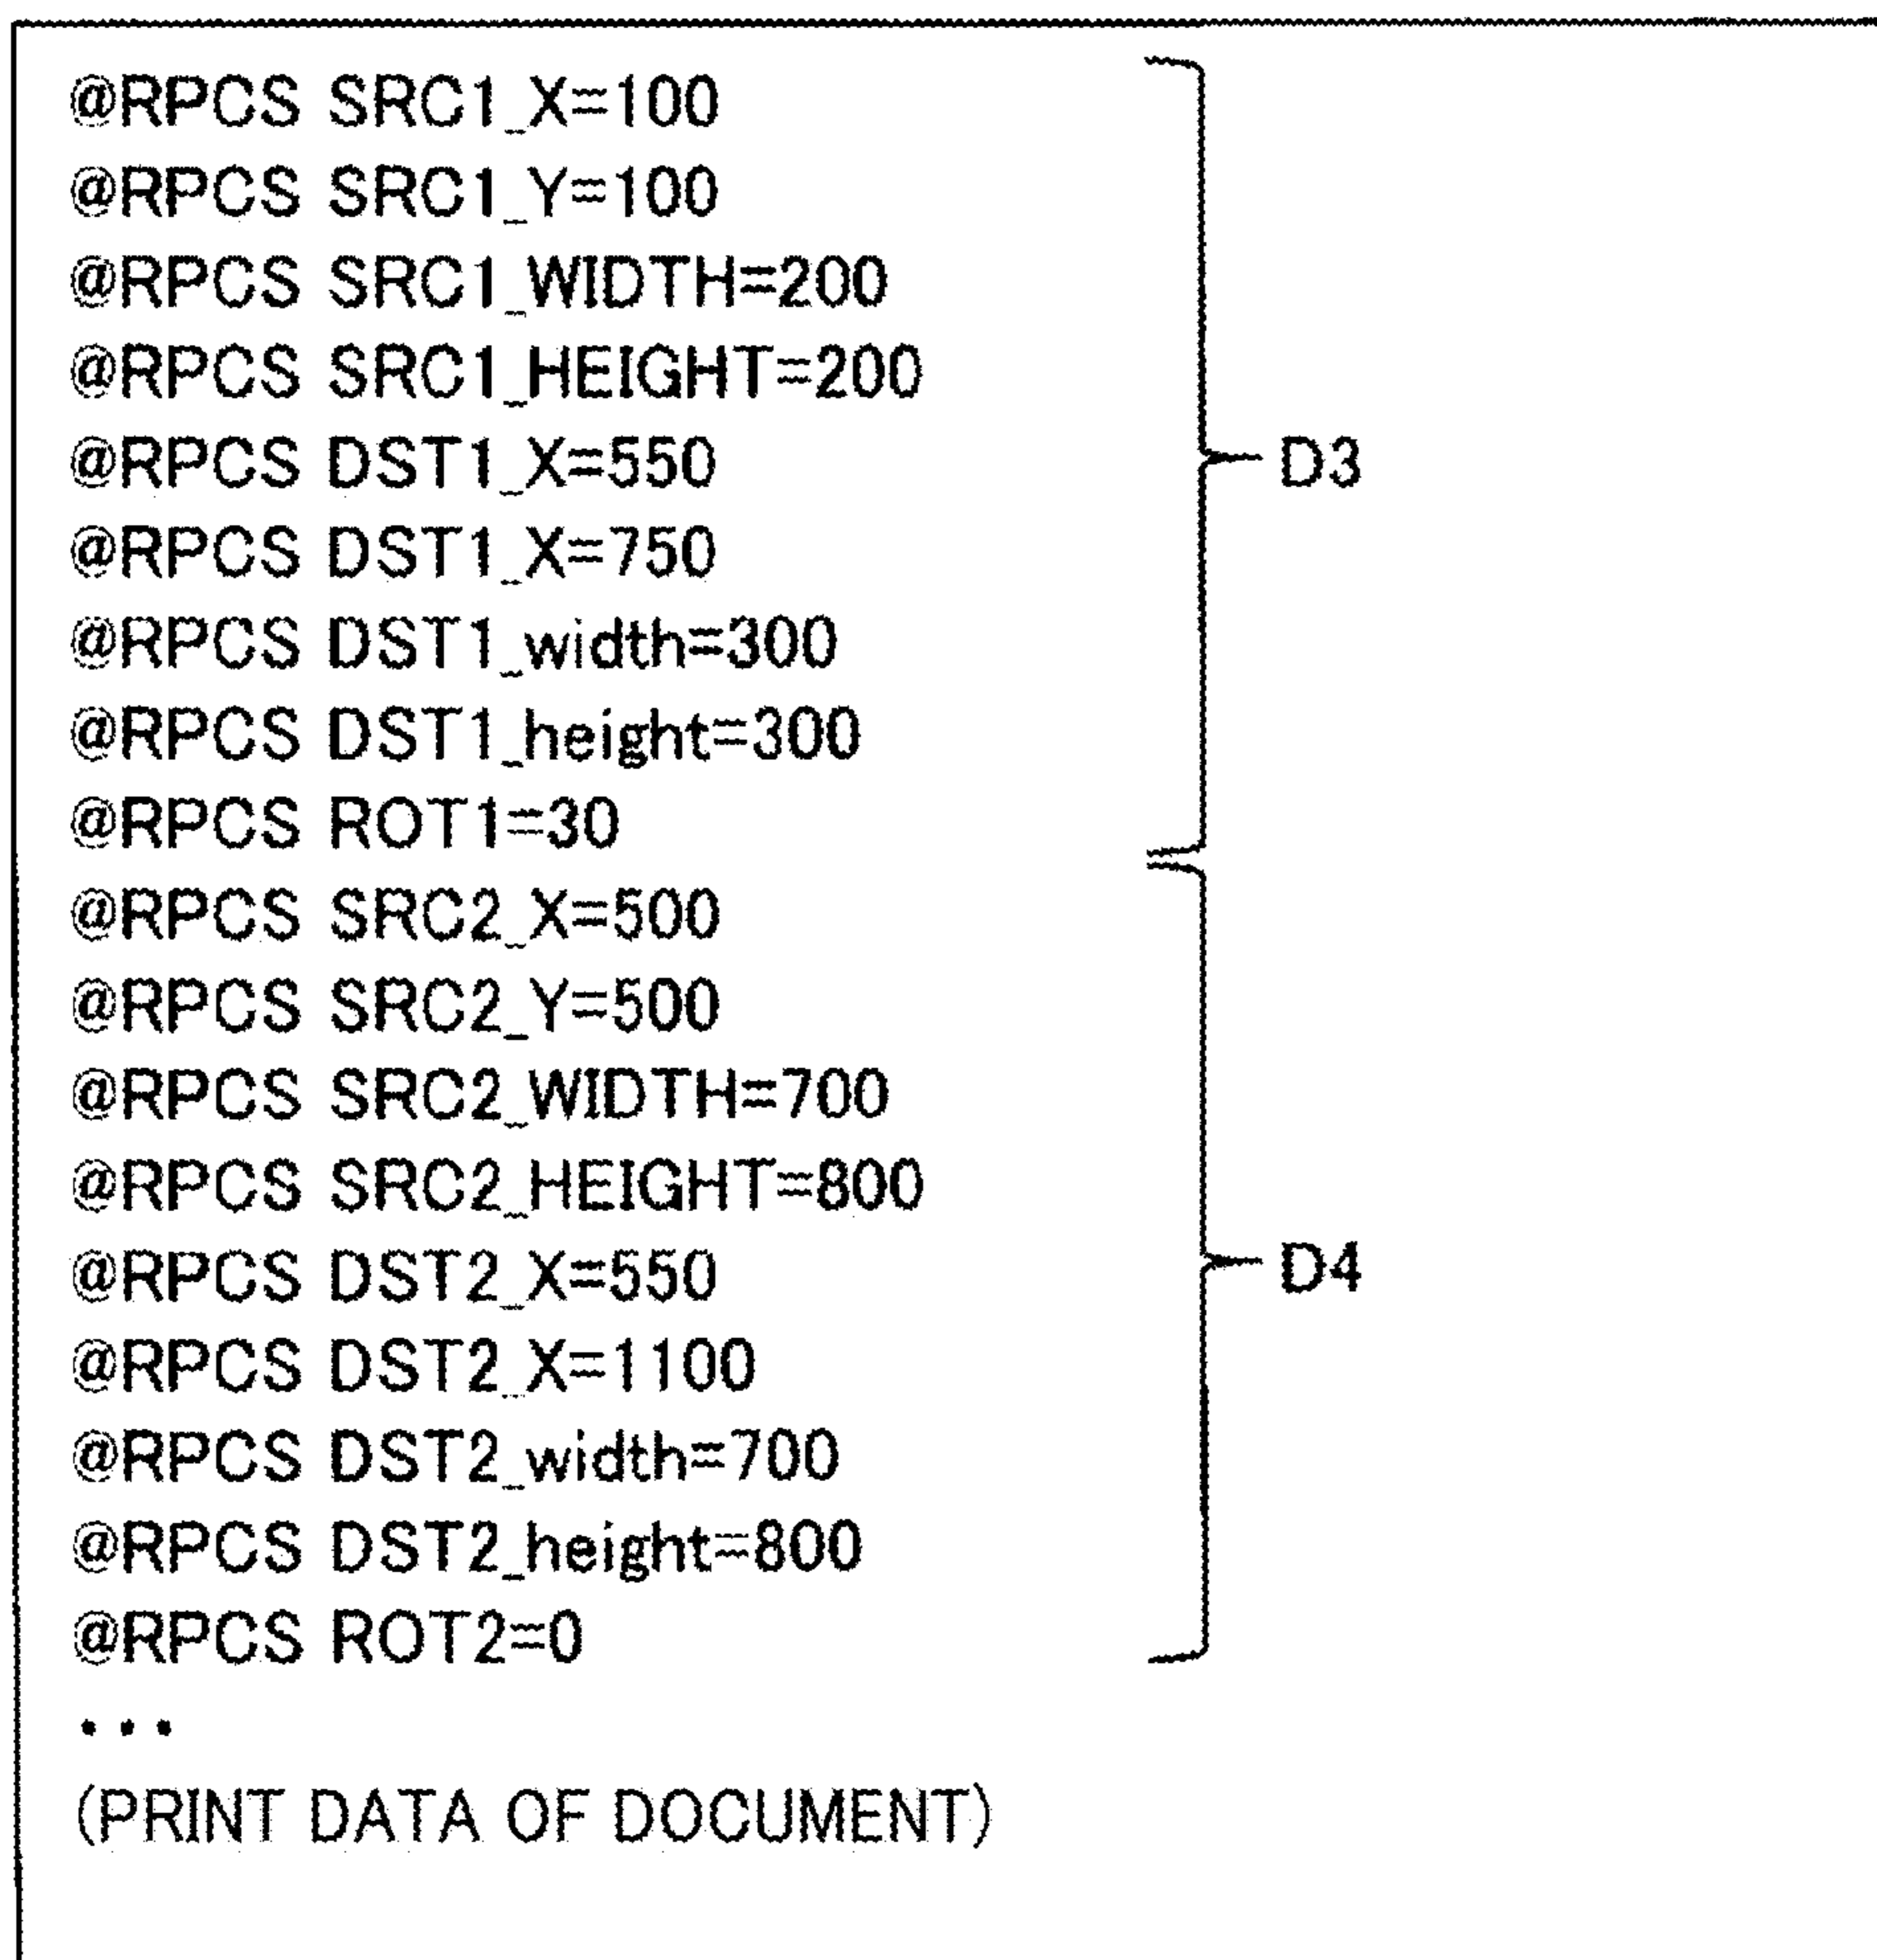 @RPCS SRC1_X=100
@RPCS SRC1_Y=100
@RPCS SRC1_WIDTH=200
@RPCS SRC1_HEIGHT=200
@RPCS DST1_X=550
@RPCS DST1_X=750
@RPCS DST1_width=300
@RPCS DST1_height=300
@RPCS ROT1=30
D3
@RPCS SRC2_X=500
@RPCS SRC2_Y=500
@RPCS SRC2_WIDTH=700
@RPCS SRC2_HEIGHT=800
@RPCS DST2_X=550
@RPCS DST2_X=1100
@RPCS DST2_width=700
@RPCS DST2_height=800
@RPCS ROT2=0
D4
...
(PRINT DATA OF DOCUMENT)